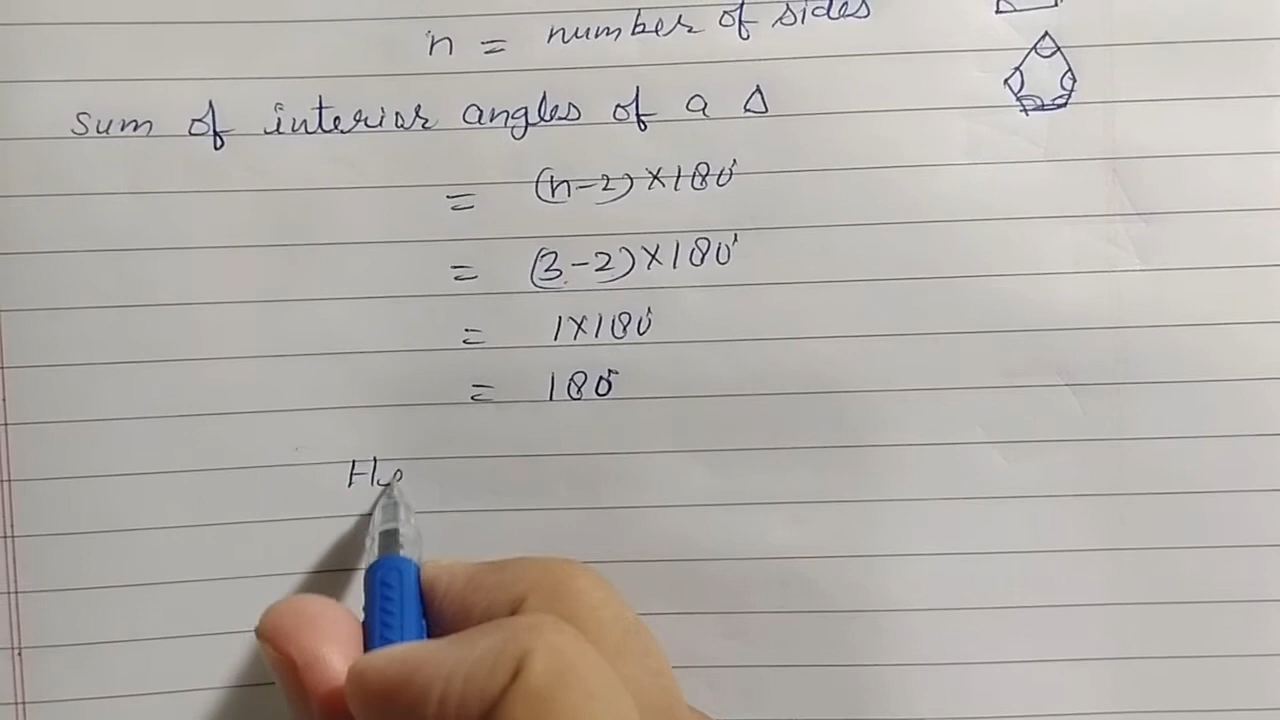 n = number of sides
Sum of interior angles of a Δ
= (n-2)×180°
= (3-2)×180°
= 1×180°
= 180°